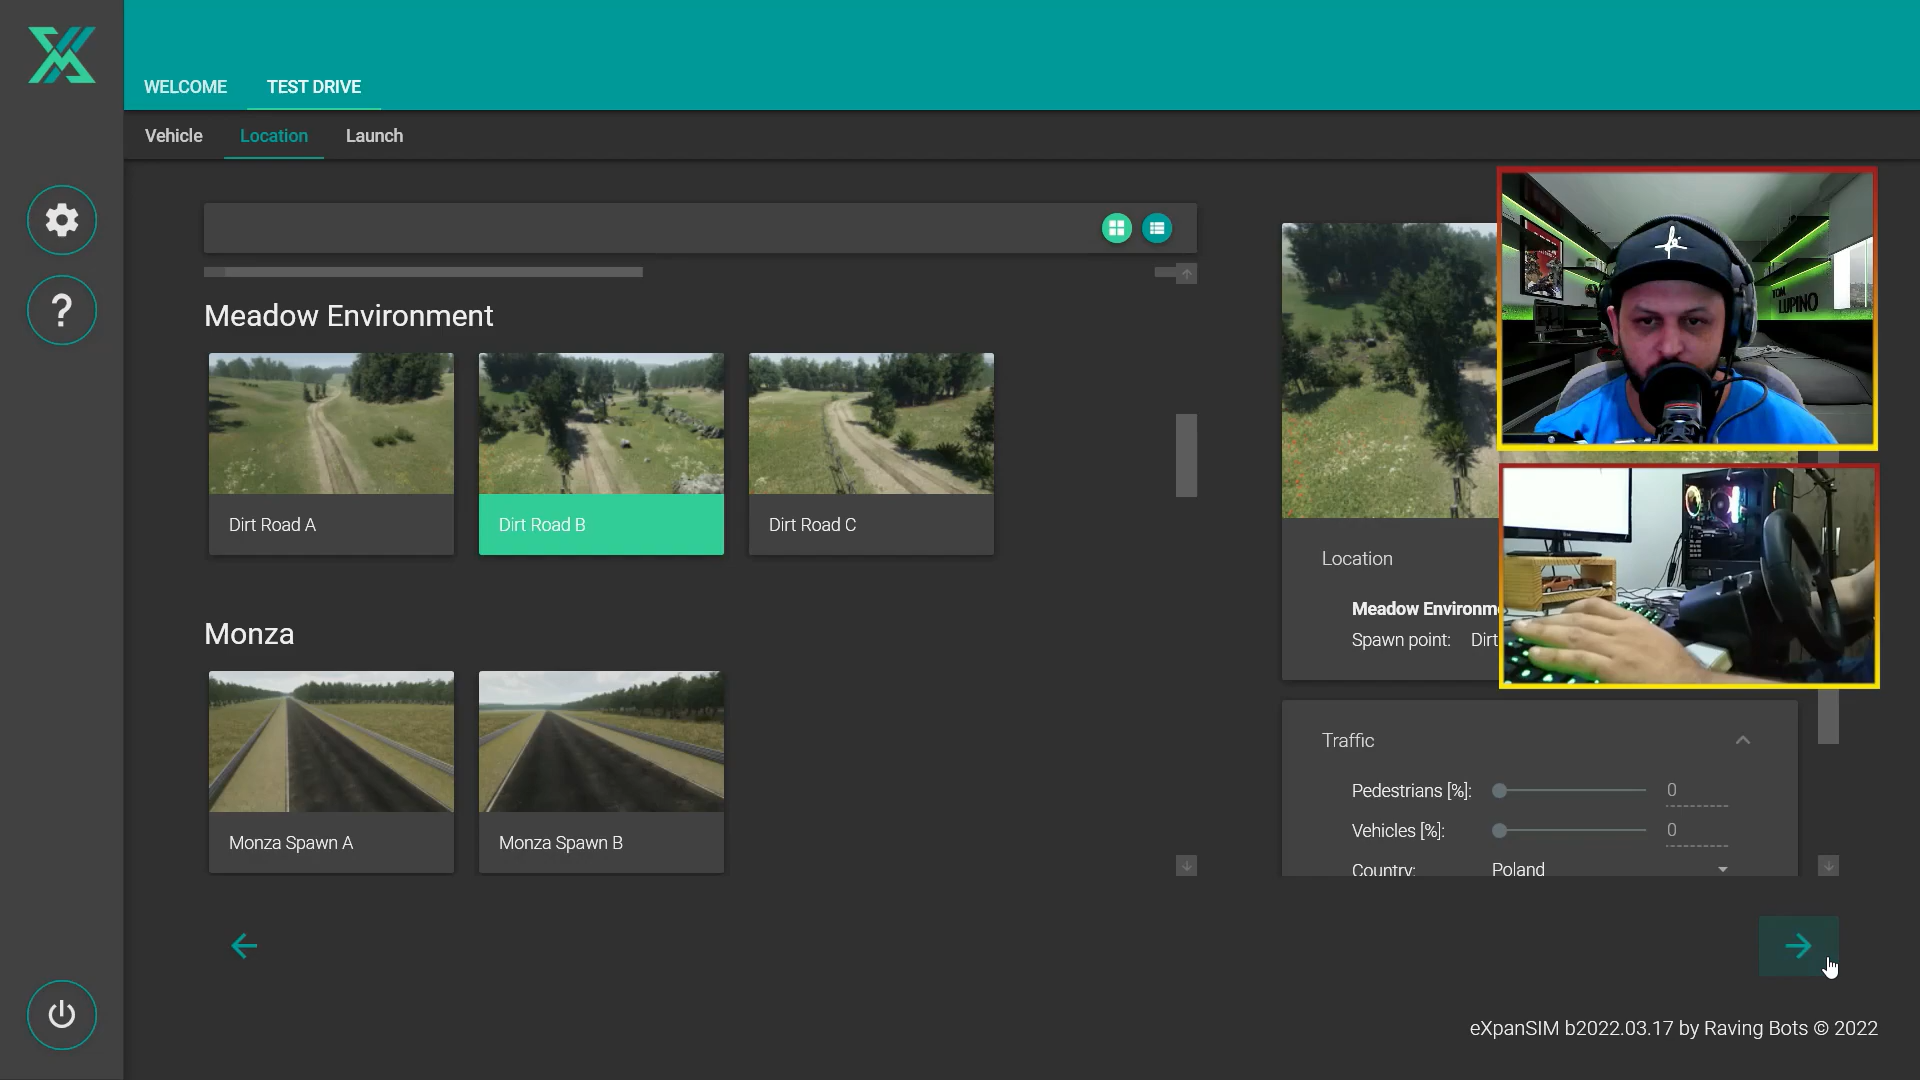 WELCOME
TEST DRIVE
Vehicle
Location
Launch
Meadow Environment
Dirt Road A
Dirt Road B
Dirt Road C
Monza
Monza Spawn A
Monza Spawn B
TOM
LUPINO
Location
Meadow Environm
Spawn point: Dirt
Traffic
Pedestrians [%]: 0
Vehicles [%]: 0
Country: Poland
eXpanSIM b2022.03.17 by Raving Bots © 2022